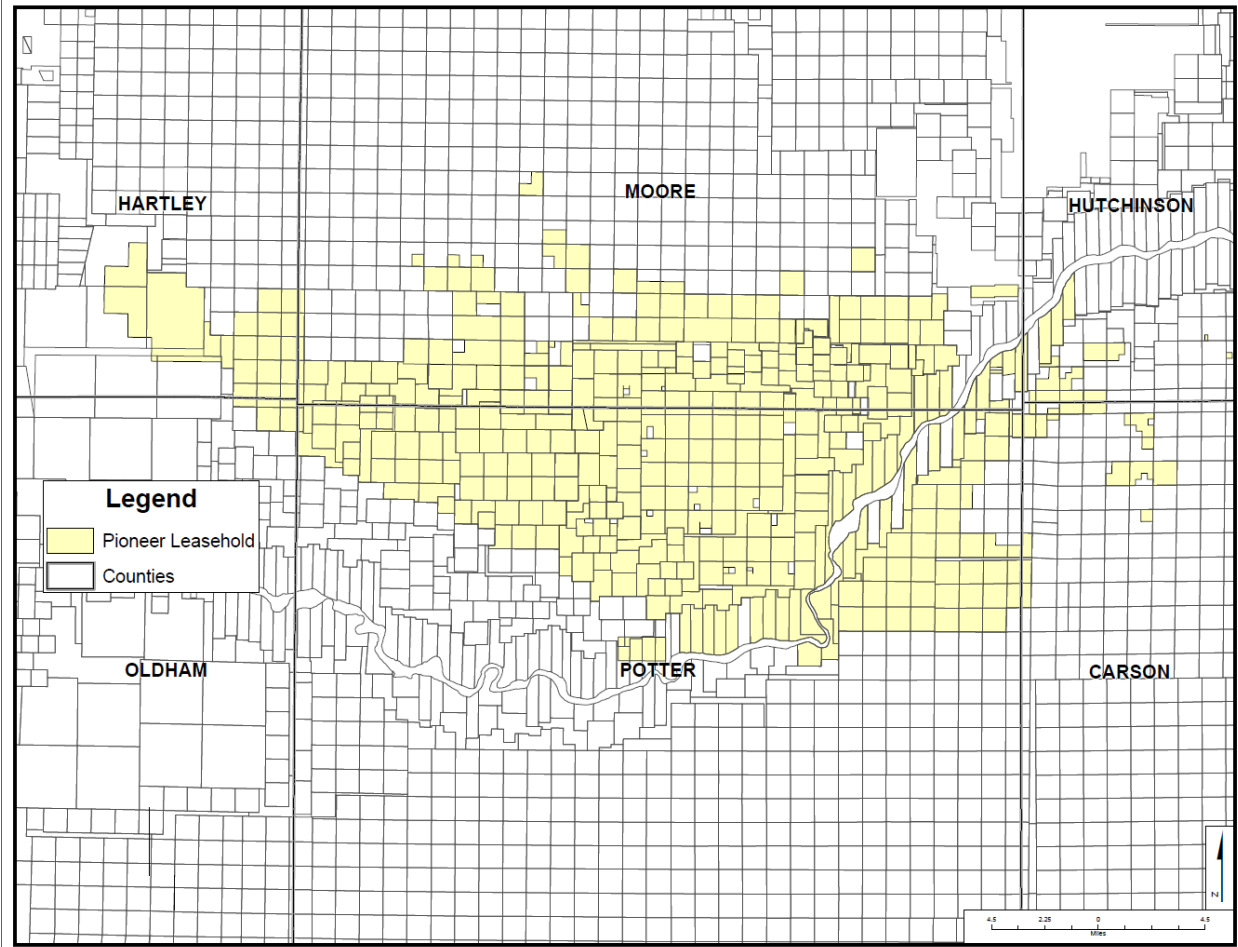 MOORE
HARTLEY
HUTCHINSON
Legend
Pioneer Leasehold
Counties
OLDHAM
POTTER
CARSON
N
4.5 2.25 0 4.5
Miles